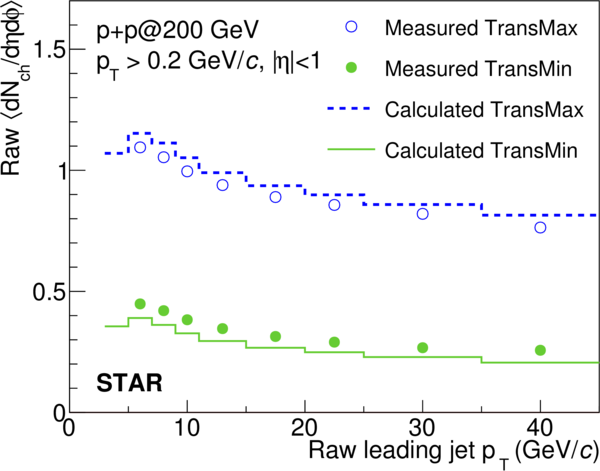 Raw ⟨dN_ch/dηdϕ⟩
1.5
1
0.5
0
p+p@200 GeV
p_T > 0.2 GeV/c, |η|<1
Measured TransMax
Measured TransMin
Calculated TransMax
Calculated TransMin
STAR
0 10 20 30 40
Raw leading jet p_T (GeV/c)